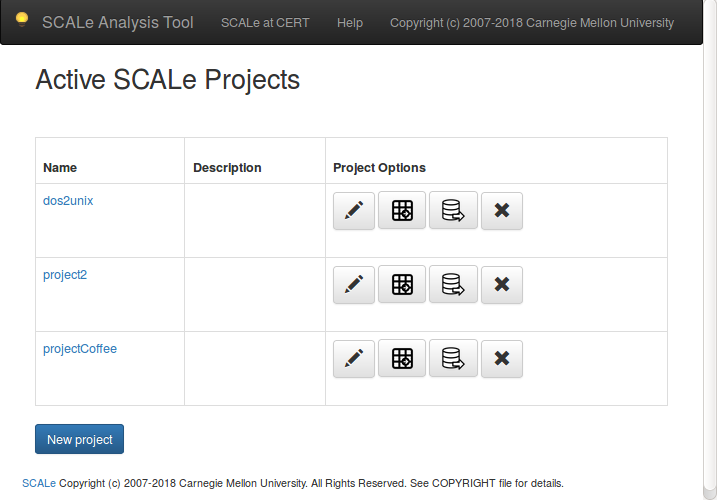 SCALe Analysis Tool SCALe at CERT Help Copyright (c) 2007-2018 Carnegie Mellon University
Active SCALe Projects
Name Description Project Options
dos2unix
project2
projectCoffee
New project
SCALe Copyright (c) 2007-2018 Carnegie Mellon University. All Rights Reserved. See COPYRIGHT file for details.